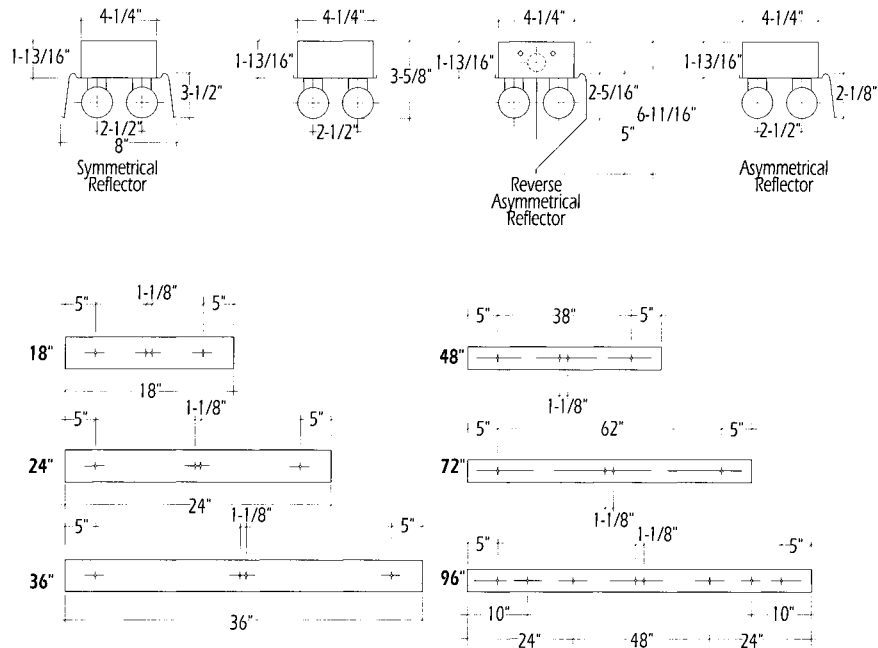 4-1/4" 4-1/4" 4-1/4" 4-1/4"
1-13/16" 1-13/16" 3-5/8" 1-13/16" 1-13/16"
3-1/2" 2-5/16" 2-1/8"
6-11/16"
2-1/2" 2-1/2" 5" 2-1/2"
8"
Symmetrical
Reflector
Reverse
Asymmetrical
Reflector
Asymmetrical
Reflector
1-1/8"
5" 5"
18"
18"
1-1/8"
5" 5"
24"
24"
1-1/8"
5" 5"
36"
36"
5" 38" 5"
48"
1-1/8"
5" 62" 5"
72"
1-1/8"
1-1/8"
5" 5"
96"
10" 10"
24" 48" 24"